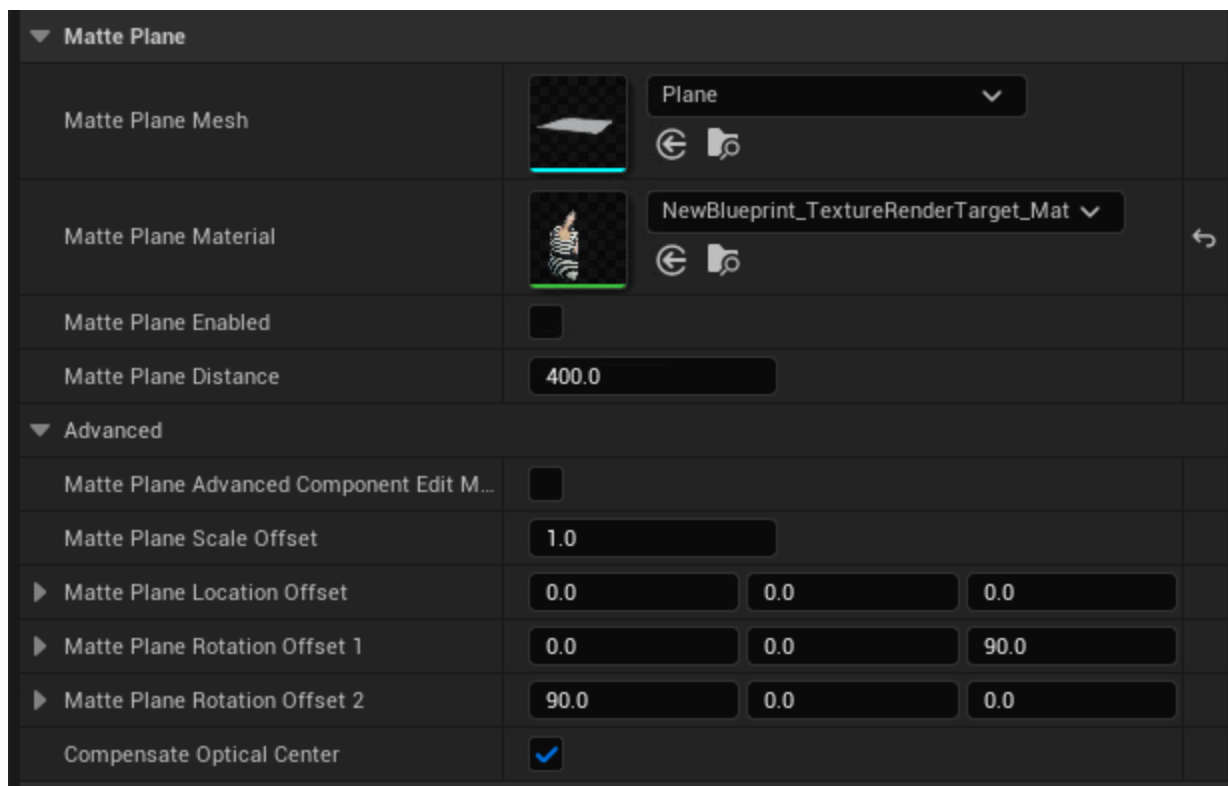 Matte Plane
Matte Plane Mesh
Plane
Matte Plane Material
NewBlueprint_TextureRenderTarget_Mat
Matte Plane Enabled
Matte Plane Distance
400.0
Advanced
Matte Plane Advanced Component Edit M...
Matte Plane Scale Offset
1.0
Matte Plane Location Offset
0.0 0.0 0.0
Matte Plane Rotation Offset 1
0.0 0.0 90.0
Matte Plane Rotation Offset 2
90.0 0.0 0.0
Compensate Optical Center